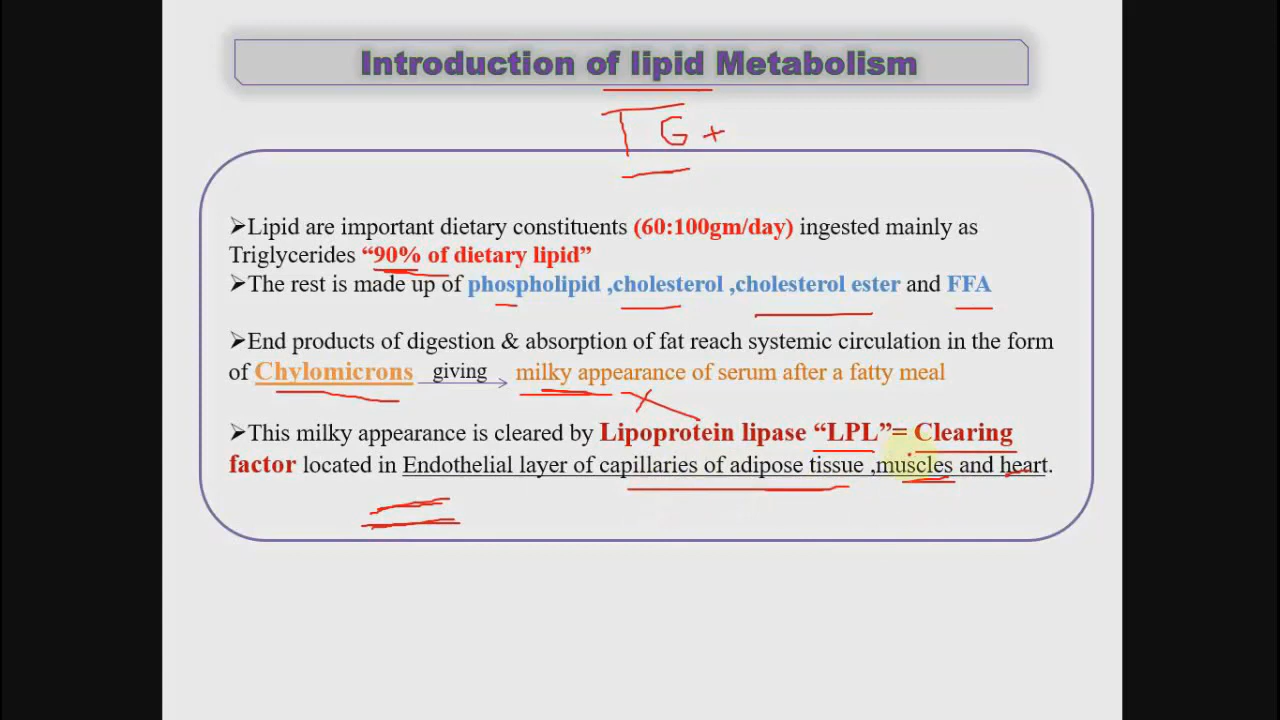 Introduction of lipid Metabolism
TG +
➢Lipid are important dietary constituents (60:100gm/day) ingested mainly as
Triglycerides “90% of dietary lipid”
➢The rest is made up of phospholipid ,cholesterol ,cholesterol ester and FFA
➢End products of digestion & absorption of fat reach systemic circulation in the form
of Chylomicrons giving milky appearance of serum after a fatty meal
➢This milky appearance is cleared by Lipoprotein lipase “LPL”= Clearing
factor located in Endothelial layer of capillaries of adipose tissue ,muscles and heart.